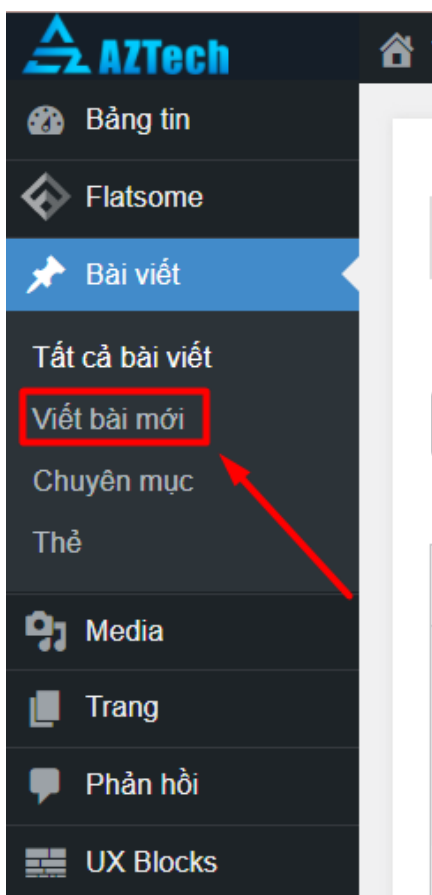 AZTech
Bảng tin
Flatsome
Bài viết
Tất cả bài viết
Viết bài mới
Chuyên mục
Thẻ
Media
Trang
Phản hồi
UX Blocks